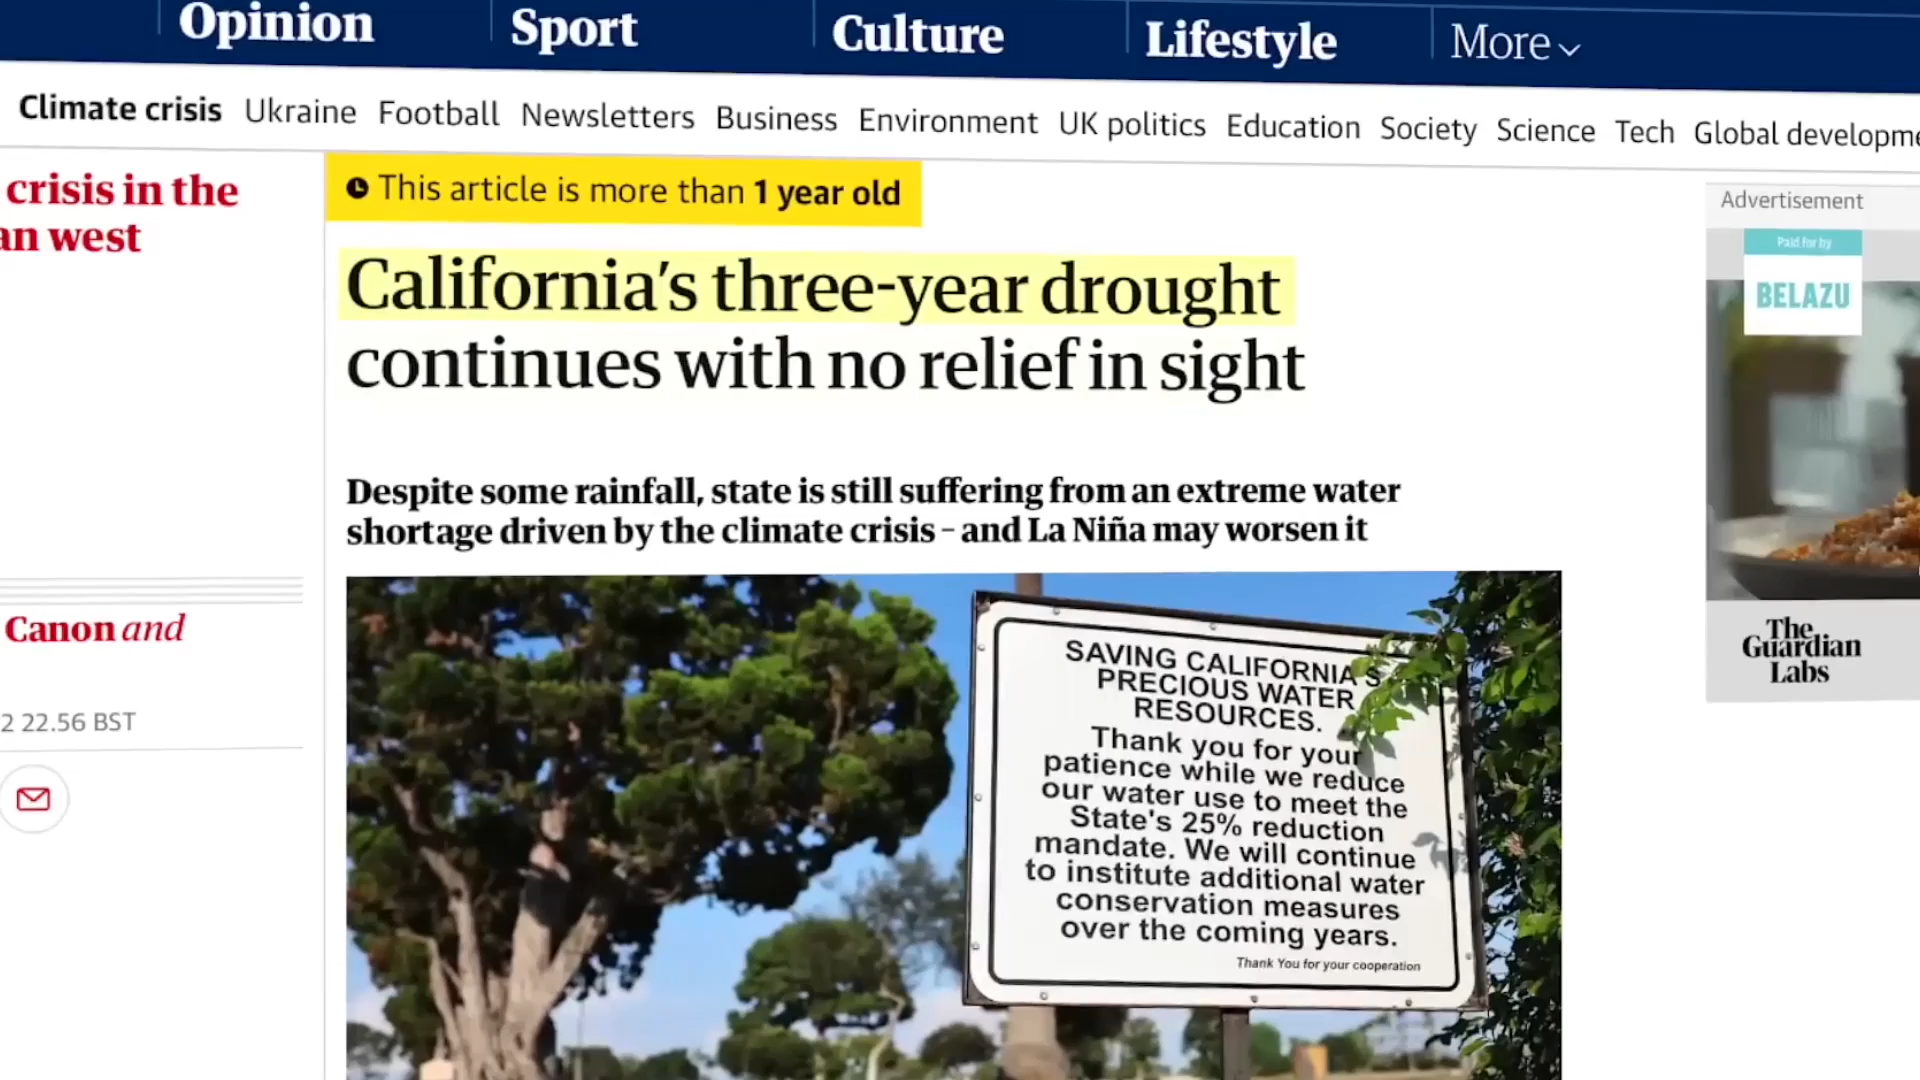 Opinion
Sport
Culture
Lifestyle
More
Climate crisis
Ukraine
Football
Newsletters
Business
Environment
UK politics
Education
Society
Science
Tech
Global developme
crisis in the
an west
This article is more than 1 year old
California's three-year drought
continues with no relief in sight
Despite some rainfall, state is still suffering from an extreme water
shortage driven by the climate crisis – and La Niña may worsen it
Canon and
2 22.56 BST
SAVING CALIFORNIA'S
PRECIOUS WATER
RESOURCES.
Thank you for your
patience while we reduce
our water use to meet the
State's 25% reduction
mandate. We will continue
to institute additional water
conservation measures
over the coming years.
Thank You for your cooperation
Advertisement
Paid for by
BELAZU
The
Guardian
Labs